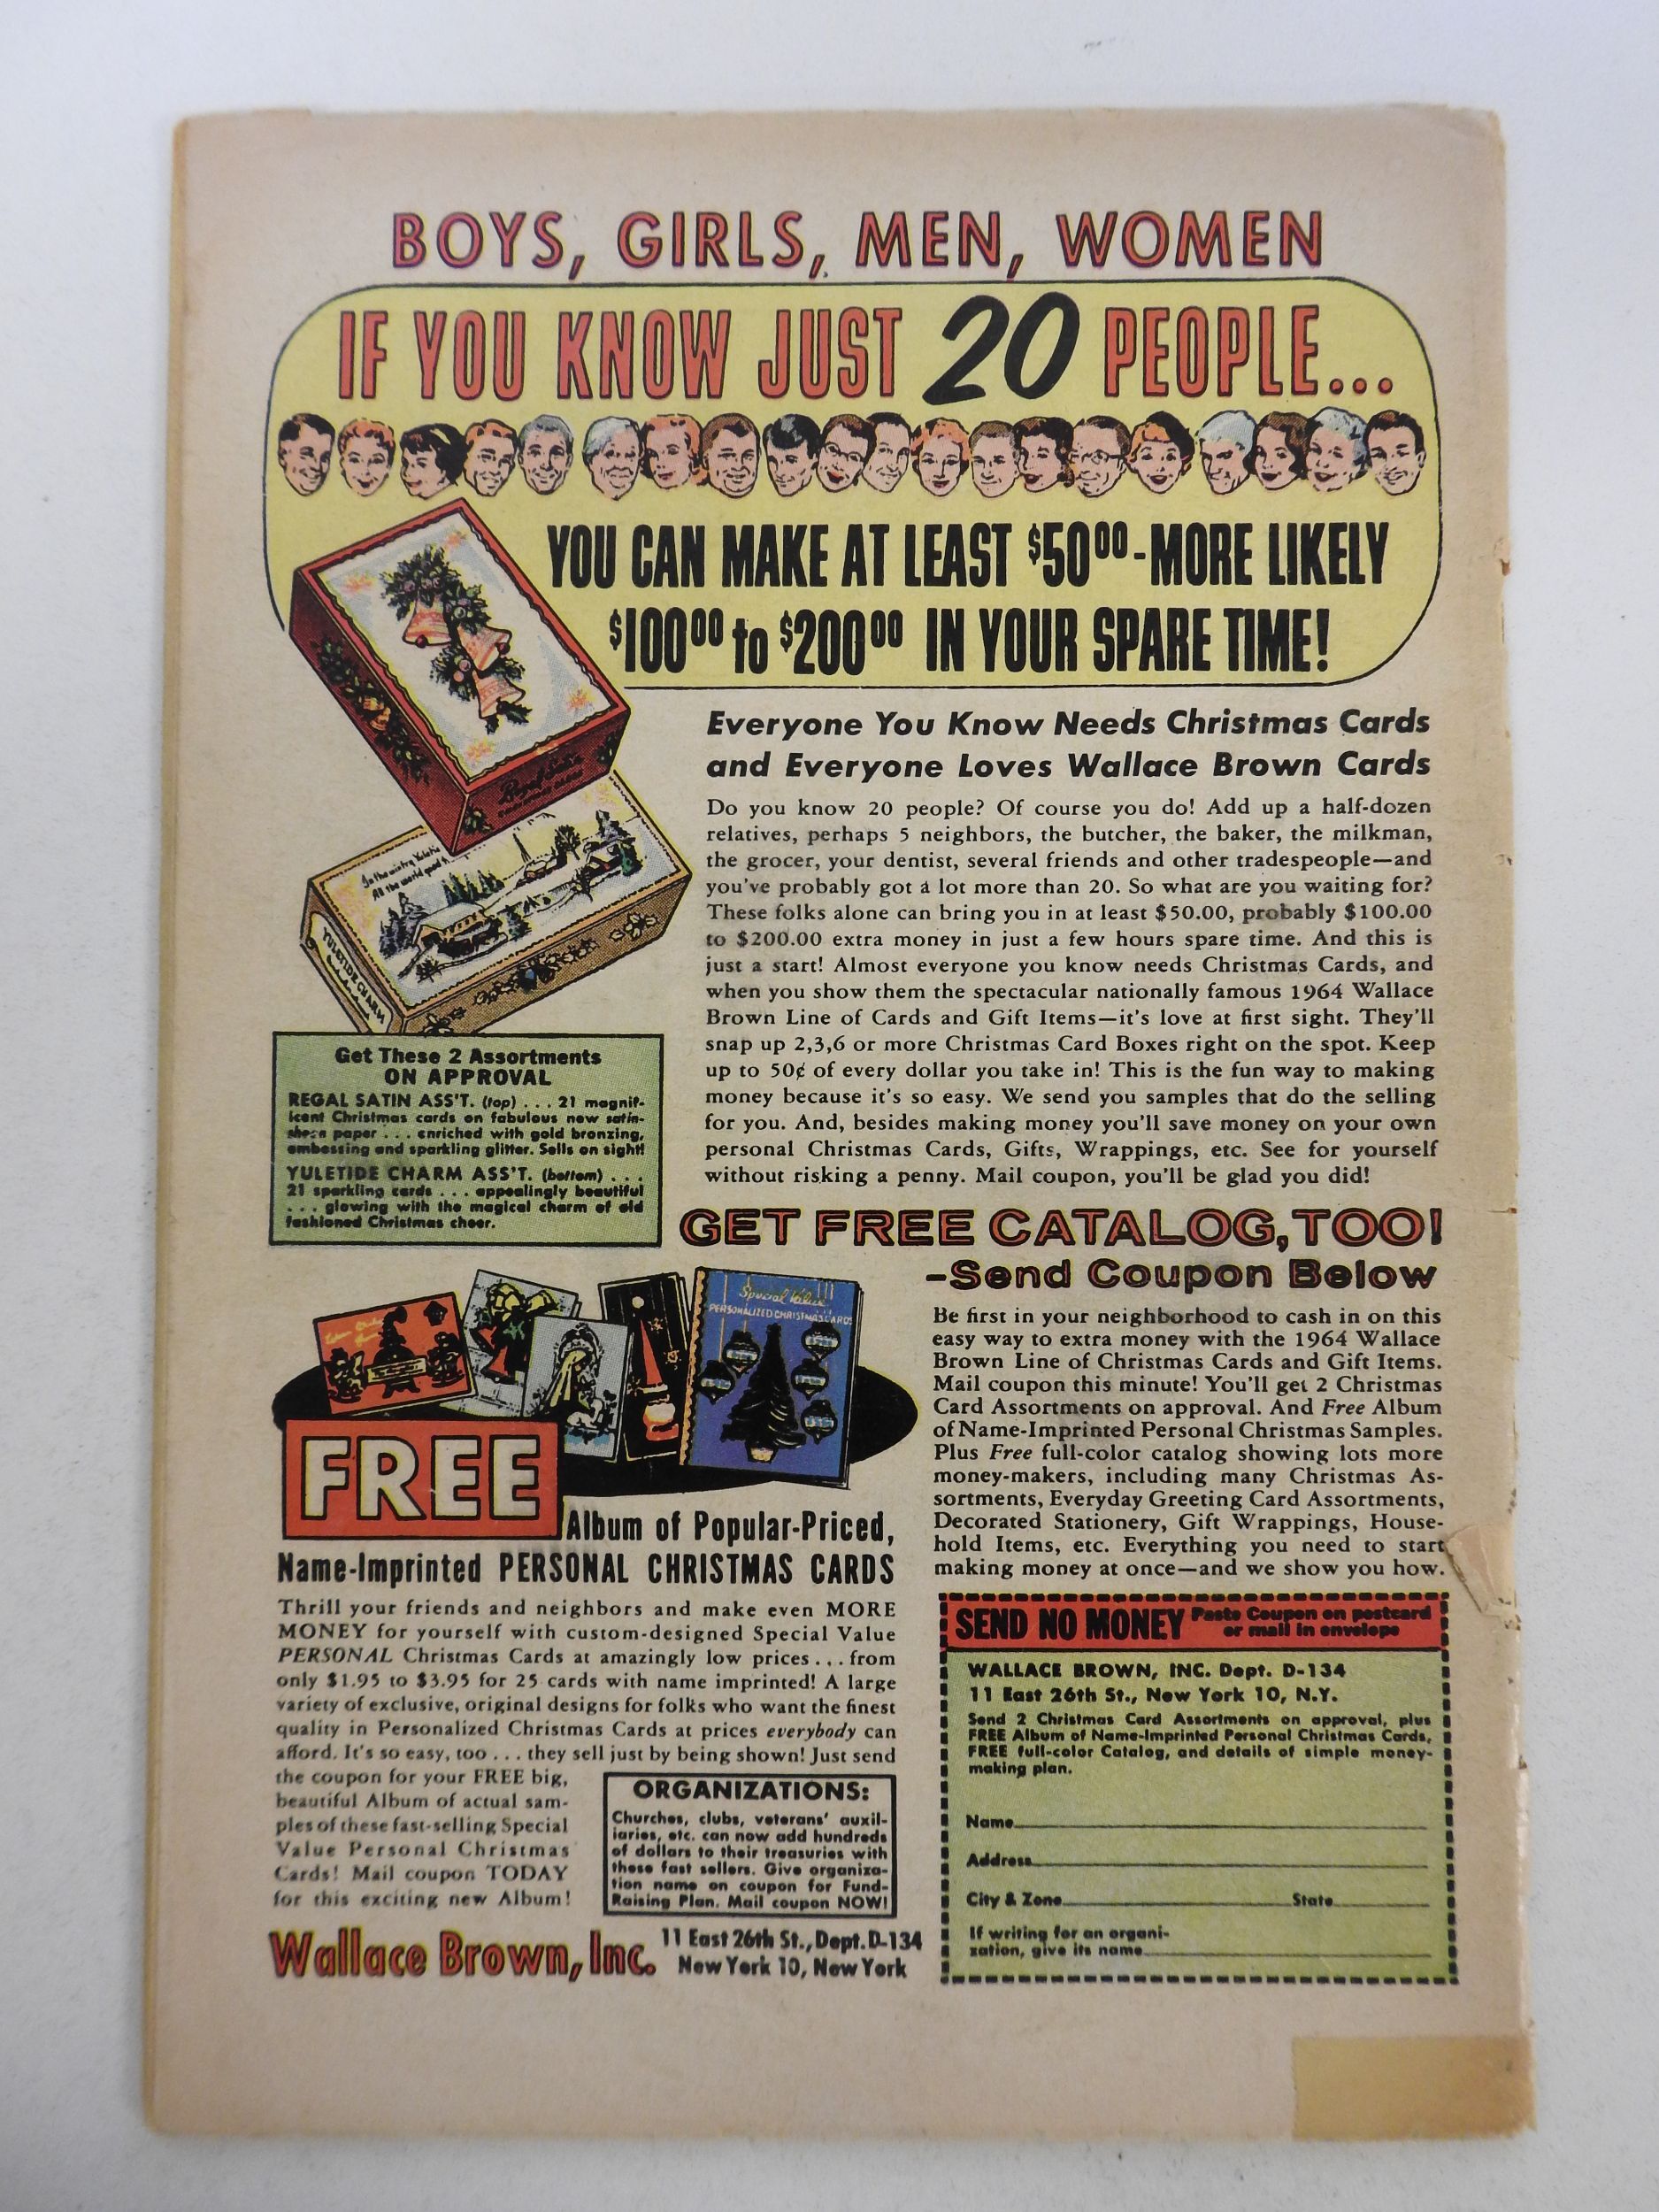 BOYS, GIRLS, MEN, WOMEN
IF YOU KNOW JUST 20 PEOPLE...
YOU CAN MAKE AT LEAST $50.00 - MORE LIKELY
$100.00 to $200.00 IN YOUR SPARE TIME!
Everyone You Know Needs Christmas Cards
and Everyone Loves Wallace Brown Cards
Do you know 20 people? Of course you do! Add up a half-dozen
relatives, perhaps 5 neighbors, the butcher, the baker, the milkman,
the grocer, your dentist, several friends and other tradespeople—and
you've probably got a lot more than 20. So what are you waiting for?
These folks alone can bring you in at least $50.00, probably $100.00
to $200.00 extra money in just a few hours spare time. And this is
just a start! Almost everyone you know needs Christmas Cards, and
when you show them the spectacular nationally famous 1964 Wallace
Brown Line of Cards and Gift Items—it's love at first sight. They'll
snap up 2,3,6 or more Christmas Card Boxes right on the spot. Keep
up to 50¢ of every dollar you take in! This is the fun way to making
money because it's so easy. We send you samples that do the selling
for you. And, besides making money you'll save money on your own
personal Christmas Cards, Gifts, Wrappings, etc. See for yourself
without risking a penny. Mail coupon, you'll be glad you did!
In the wintry Yuletide
All the world
YULETIDE CHARM
Get These 2 Assortments
ON APPROVAL
REGAL SATIN ASS'T. (top) . . . 21 magnif-
icent Christmas cards on fabulous new satin-
sheen paper . . . enriched with gold bronzing,
embossing and sparkling glitter. Sells on sight!
YULETIDE CHARM ASS'T. (bottom) . . .
21 sparkling cards . . . appealingly beautiful
. . . glowing with the magical charm of old
fashioned Christmas cheer.
GET FREE CATALOG, TOO!
-Send Coupon Below
Be first in your neighborhood to cash in on this
easy way to extra money with the 1964 Wallace
Brown Line of Christmas Cards and Gift Items.
Mail coupon this minute! You'll get 2 Christmas
Card Assortments on approval. And Free Album
of Name-Imprinted Personal Christmas Samples.
Plus Free full-color catalog showing lots more
money-makers, including many Christmas As-
sortments, Everyday Greeting Card Assortments,
Decorated Stationery, Gift Wrappings, House-
hold Items, etc. Everything you need to start
making money at once—and we show you how.
Special Value
PERSONALIZED CHRISTMAS CARDS
FREE
Album of Popular-Priced,
Name-Imprinted PERSONAL CHRISTMAS CARDS
Thrill your friends and neighbors and make even MORE
MONEY for yourself with custom-designed Special Value
PERSONAL Christmas Cards at amazingly low prices . . . from
only $1.95 to $3.95 for 25 cards with name imprinted! A large
variety of exclusive, original designs for folks who want the finest
quality in Personalized Christmas Cards at prices everybody can
afford. It's so easy, too . . . they sell just by being shown! Just send
the coupon for your FREE big,
beautiful Album of actual sam-
ples of these fast-selling Special
Value Personal Christmas
Cards! Mail coupon TODAY
for this exciting new Album!
ORGANIZATIONS:
Churches, clubs, veterans' auxil-
iaries, etc. can now add hundreds
of dollars to their treasuries with
these fast sellers. Give organiza-
tion name on coupon for Fund-
Raising Plan. Mail coupon NOW!
Wallace Brown, Inc.
11 East 26th St., Dept. D-134
New York 10, New York
SEND NO MONEY Paste Coupon on postcard
or mail in envelope
WALLACE BROWN, INC. Dept. D-134
11 East 26th St., New York 10, N.Y.
Send 2 Christmas Card Assortments on approval, plus
FREE Album of Name-Imprinted Personal Christmas Cards,
FREE full-color Catalog, and details of simple money-
making plan.
Name
Address
City & Zone State
If writing for an organi-
zation, give its name